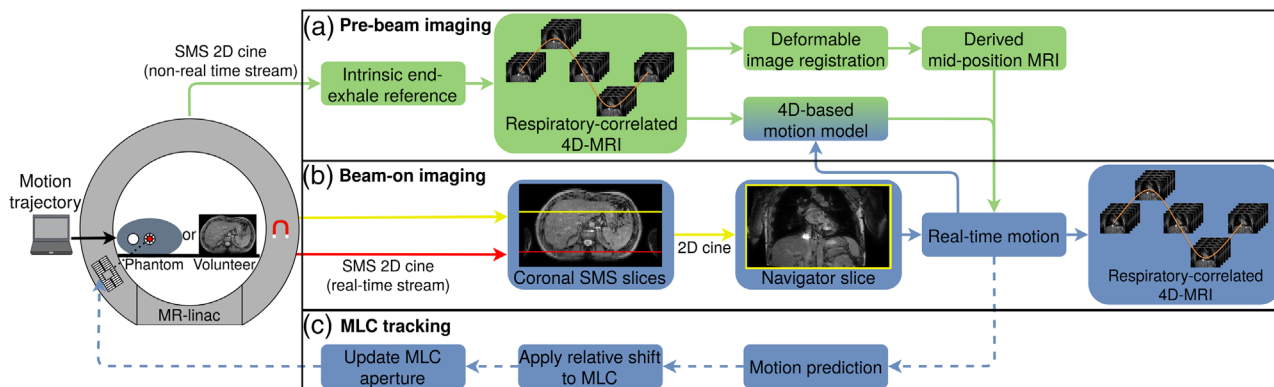 (a) Pre-beam imaging
SMS 2D cine
(non-real time stream)
Intrinsic end-
exhale reference
Respiratory-correlated
4D-MRI
Deformable
image registration
Derived
mid-position MRI
4D-based
motion model
(b) Beam-on imaging
Motion
trajectory
or
Phantom
Volunteer
MR-linac
SMS 2D cine
(real-time stream)
Coronal SMS slices
2D cine
Navigator slice
Real-time motion
Respiratory-correlated
4D-MRI
(c) MLC tracking
Update MLC
aperture
Apply relative shift
to MLC
Motion prediction